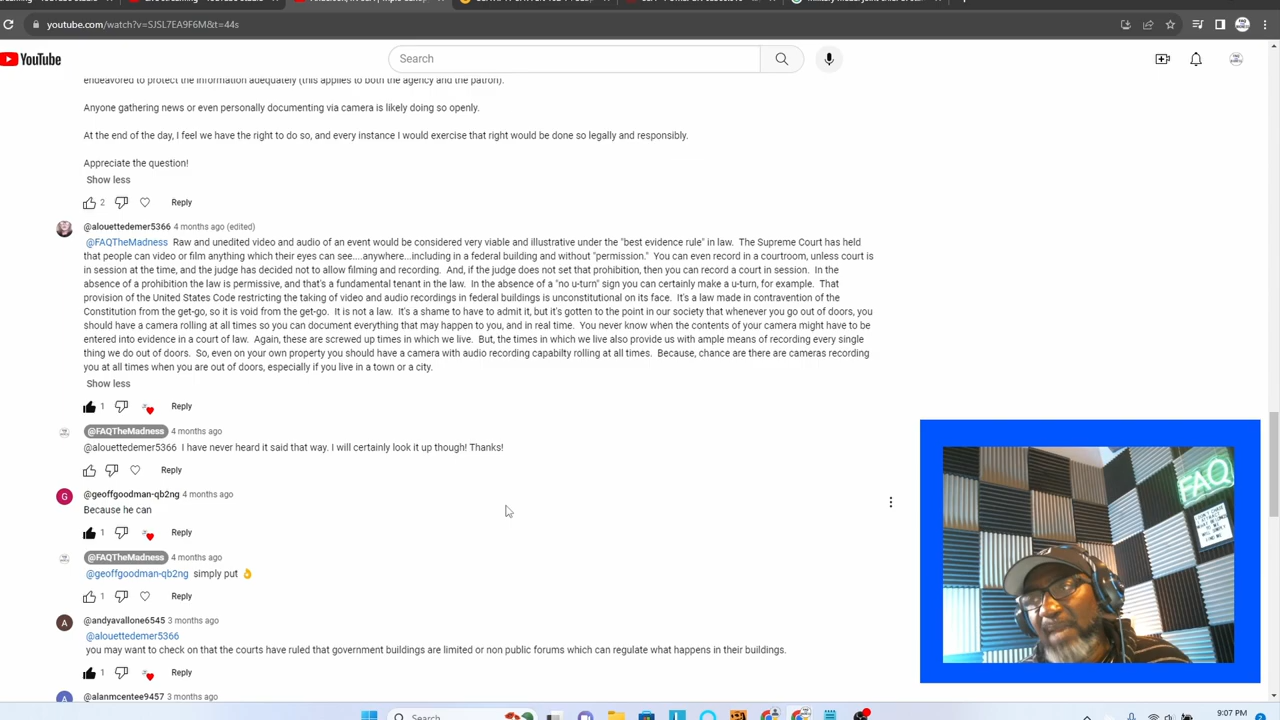 youtube.com/watch?v=SJSL7EA9F6M&t=44s
YouTube
Search
endeavored to protect the information adequately (this applies to both the agency and the patron).
Anyone gathering news or even personally documenting via camera is likely doing so openly.
At the end of the day, I feel we have the right to do so, and every instance I would exercise that right would be done so legally and responsibly.
Appreciate the question!
Show less
2 Reply
@alouettedemer5366 4 months ago (edited)
@FAQTheMadness Raw and unedited video and audio of an event would be considered very viable and illustrative under the "best evidence rule" in law. The Supreme Court has held
that people can video or film anything which their eyes can see....anywhere...including in a federal building and without "permission." You can even record in a courtroom, unless court is
in session at the time, and the judge has decided not to allow filming and recording. And, if the judge does not set that prohibition, then you can record a court in session. In the
absence of a prohibition the law is permissive, and that's a fundamental tenant in the law. In the absence of a "no u-turn" sign you can certainly make a u-turn, for example. That
provision of the United States Code restricting the taking of video and audio recordings in federal buildings is unconstitutional on its face. It's a law made in contravention of the
Constitution from the get-go, so it is void from the get-go. It is not a law. It's a shame to have to admit it, but it's gotten to the point in our society that whenever you go out of doors, you
should have a camera rolling at all times so you can document everything that may happen to you, and in real time. You never know when the contents of your camera might have to be
entered into evidence in a court of law. Again, these are screwed up times in which we live. But, the times in which we live also provide us with ample means of recording every single
thing we do out of doors. So, even on your own property you should have a camera with audio recording capabilty rolling at all times. Because, chance are there are cameras recording
you at all times when you are out of doors, especially if you live in a town or a city.
Show less
1 Reply
@FAQTheMadness 4 months ago
@alouettedemer5366 I have never heard it said that way. I will certainly look it up though! Thanks!
Reply
G @geoffgoodman-qb2ng 4 months ago
Because he can
1 Reply
@FAQTheMadness 4 months ago
@geoffgoodman-qb2ng simply put 👌
1 Reply
A @andyavallone6545 3 months ago
@alouettedemer5366
you may want to check on that the courts have ruled that government buildings are limited or non public forums which can regulate what happens in their buildings.
1 Reply
A @alanmcentee9457 3 months ago
FAQ
Search
9:07 PM